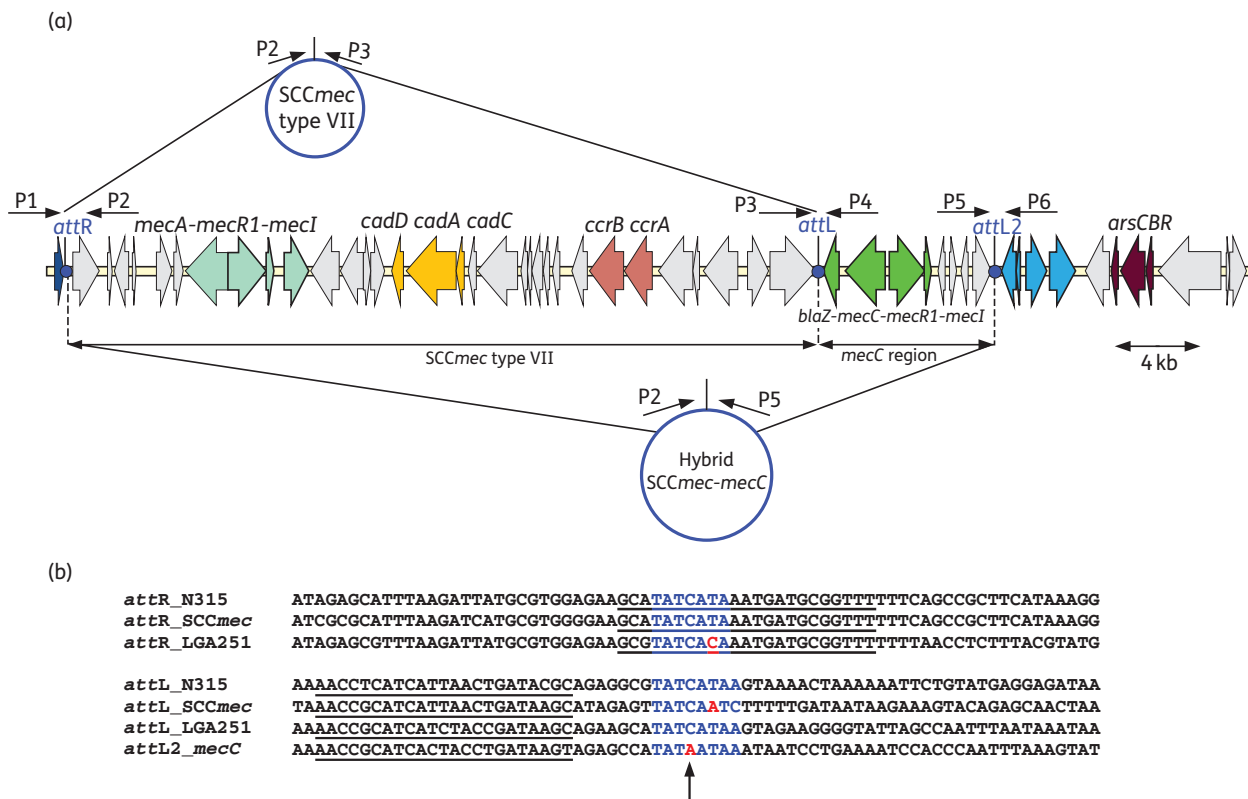 (a)
P2 P3
SCCmec
type VII
P1 P2 P3 P4 P5 P6
attR mecA-mecR1-mecI cadD cadA cadC ccrB ccrA attL attL2 arsCBR
blaZ-mecC-mecR1-mecI
SCCmec type VII mecC region 4 kb
P2 P5
Hybrid
SCCmec-mecC
(b)
attR_N315 ATAGAGCATTTAAGATTATGCGTGGAGAAGCATATCATAAATGATGCGGTTTTTTCAGCCGCTTCATAAAGG
attR_SCCmec ATCGCGCATTTAAGATCATGCGTGGGGAAGCATATCATAAATGATGCGGTTTTTTCAGCCGCTTCATAAAGG
attR_LGA251 ATAGAGCGTTTAAGATTATGCGTGGAGAAGCGTATCACAAATGATGCGGTTTTTTTTAACCTCTTTACGTATG
attL_N315 AAAACCTCATCATTAACTGATACGCAGAGGCGTATCATAAGTAAAACTAAAAAATTCTGTATGAGGAGATAA
attL_SCCmec TAAACCGCATCATTAACTGATAAGCATAGAGTTATCAATCTTTTTGATAATAAGAAAGTACAGAGCAACTAA
attL_LGA251 AAAACCGCATCATCTACCGATAAGCAGAAGCATATCATAAGTAGAAGGGGTATTAGCCAATTTAATAAATAA
attL2_mecC AAAACCGCATCACTACCTGATAAGTAGAGCCATATAATAAATAATCCTGAAAATCCACCCAATTTAAAGTAT